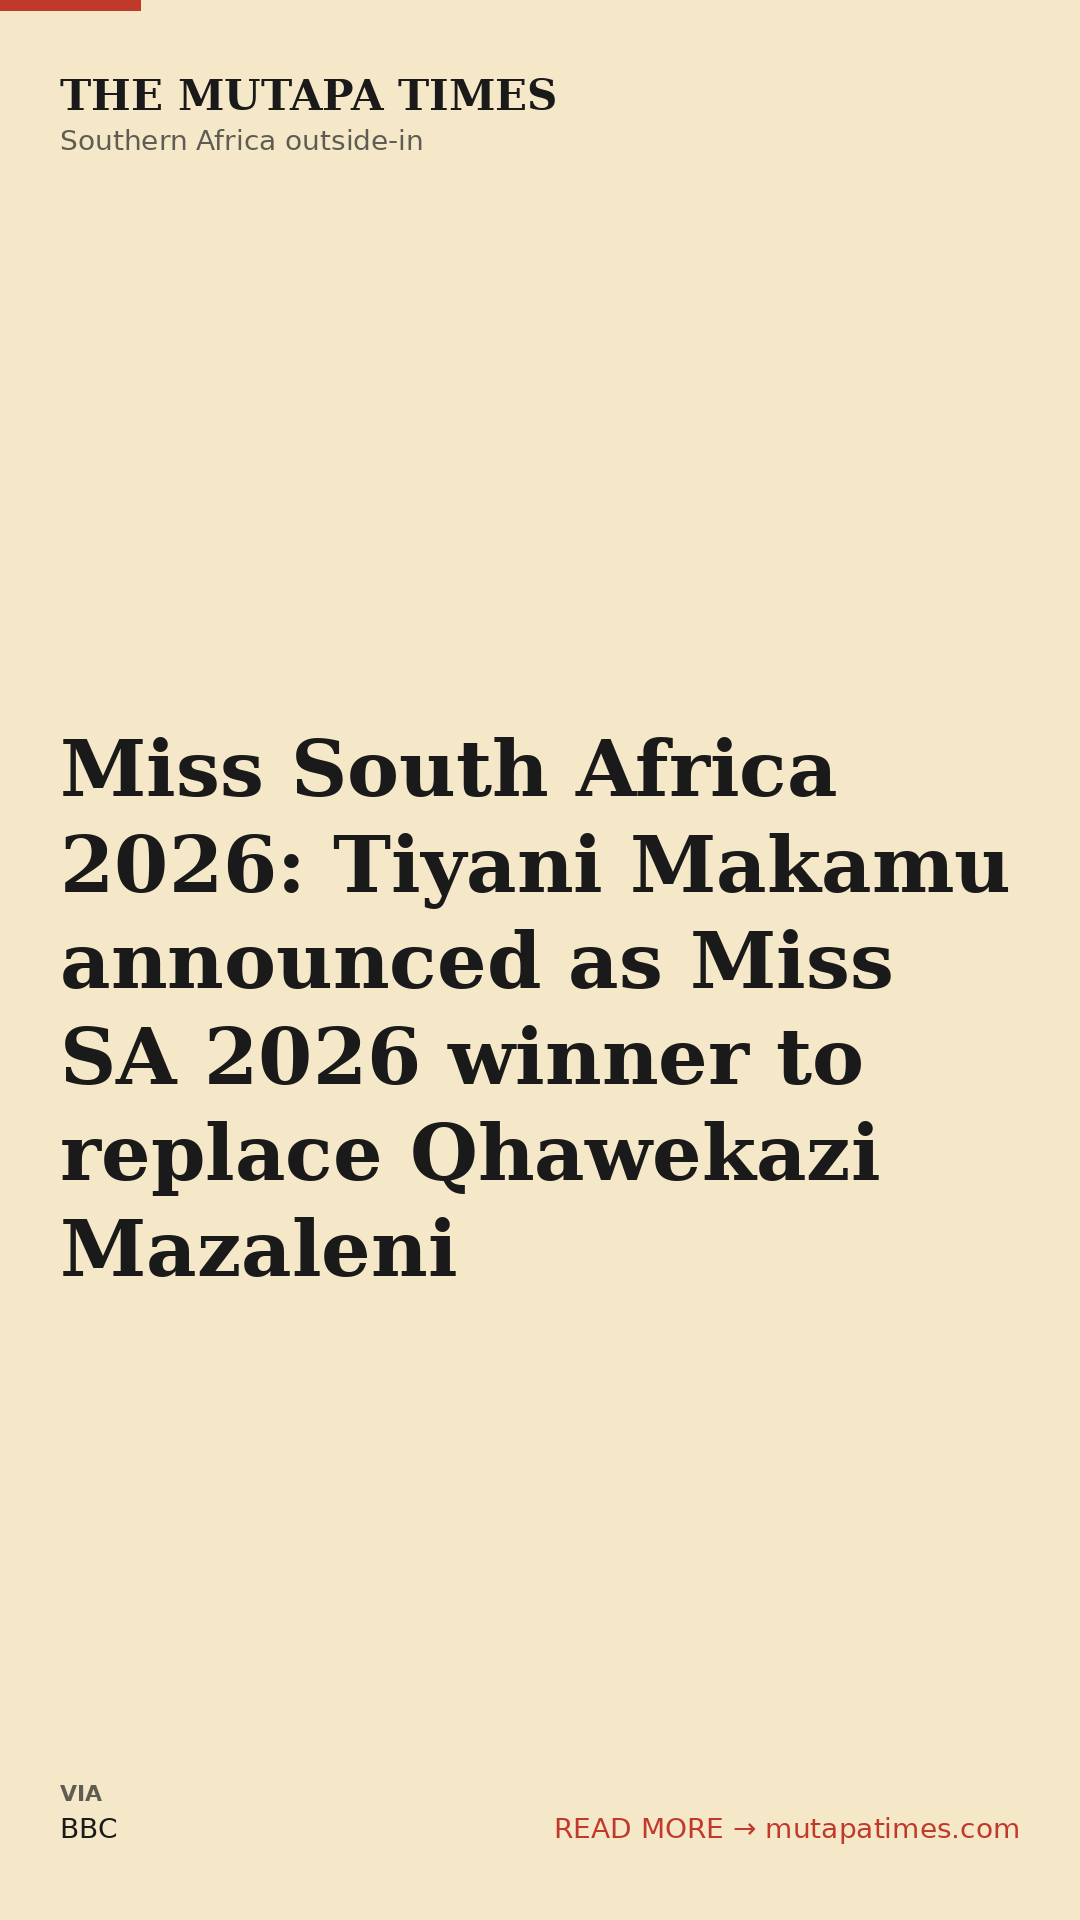 THE MUTAPA TIMES
Southern Africa outside-in
Miss South Africa
2026: Tiyani Makamu
announced as Miss
SA 2026 winner to
replace Qhawekazi
Mazaleni
VIA
BBC
READ MORE → mutapatimes.com